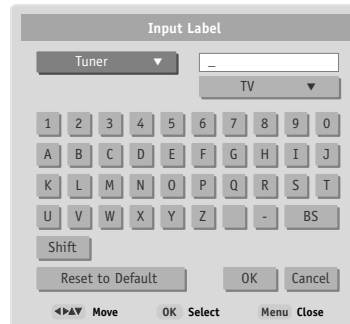 Input Label
Tuner ▼ _
TV ▼
1 2 3 4 5 6 7 8 9 0
A B C D E F G H I J
K L M N O P Q R S T
U V W X Y Z - BS
Shift
Reset to Default OK Cancel
◀▶▲▼ Move OK Select Menu Close